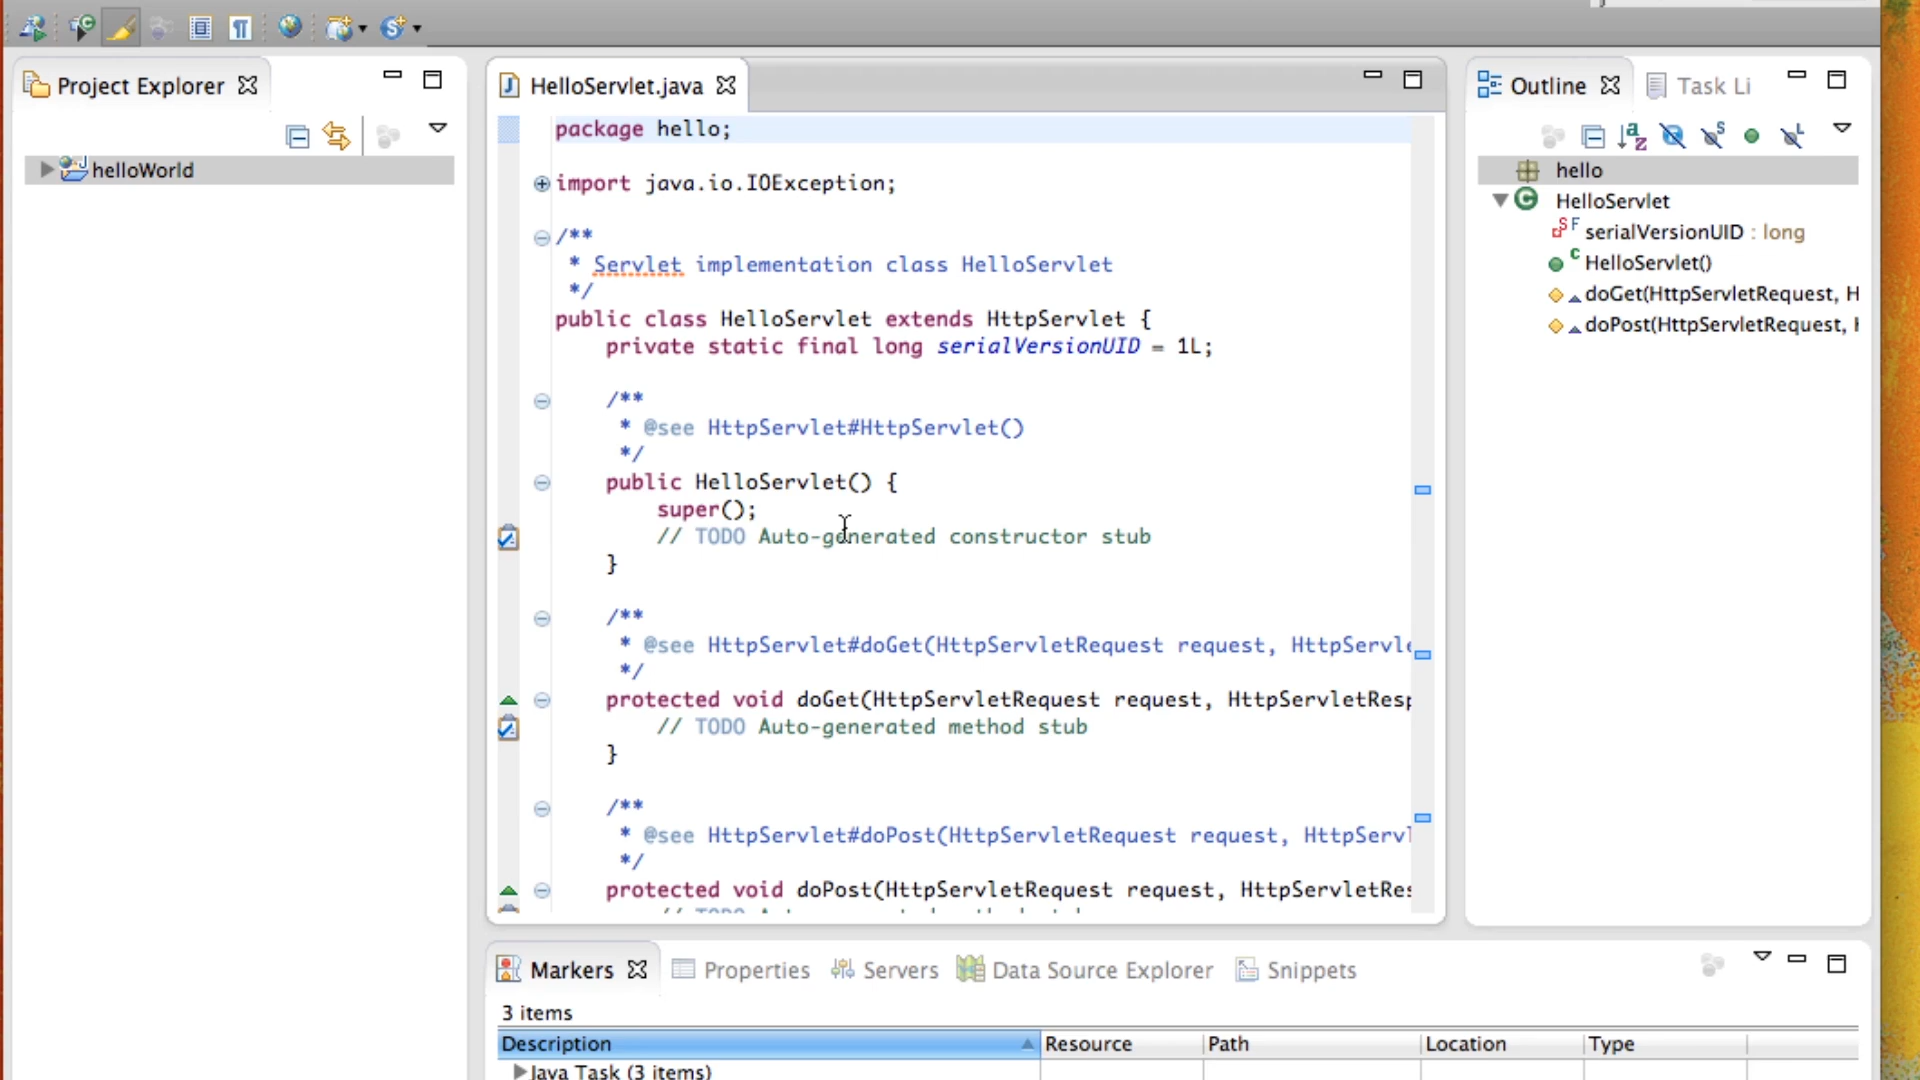 Project Explorer
helloWorld
HelloServlet.java
package hello;
import java.io.IOException;
/**
* Servlet implementation class HelloServlet
*/
public class HelloServlet extends HttpServlet {
private static final long serialVersionUID = 1L;
/**
* @see HttpServlet#HttpServlet()
*/
public HelloServlet() {
super();
// TODO Auto-generated constructor stub
}
/**
* @see HttpServlet#doGet(HttpServletRequest request, HttpServle
*/
protected void doGet(HttpServletRequest request, HttpServletResp
// TODO Auto-generated method stub
}
/**
* @see HttpServlet#doPost(HttpServletRequest request, HttpServl
*/
protected void doPost(HttpServletRequest request, HttpServletRes
Outline Task Li
hello
HelloServlet
serialVersionUID : long
HelloServlet()
doGet(HttpServletRequest, H
doPost(HttpServletRequest, H
Markers Properties Servers Data Source Explorer Snippets
3 items
Description Resource Path Location Type
Java Task (3 items)